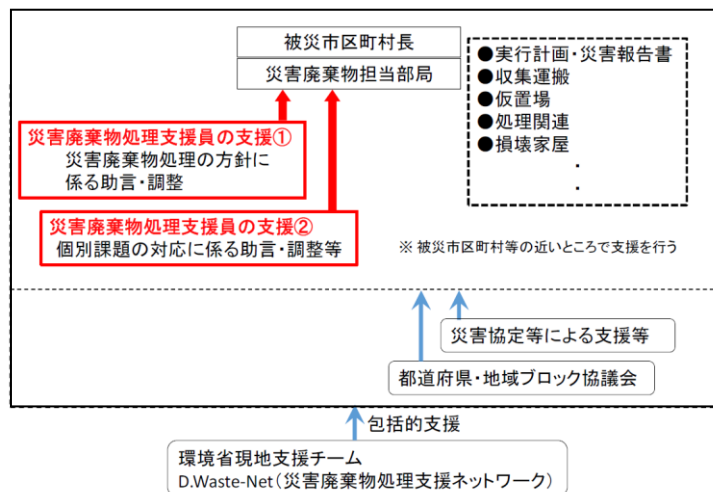 被災市区町村長
災害廃棄物担当部局
●実行計画・災害報告書
●収集運搬
●仮置場
●処理関連
●損壊家屋
・
・
災害廃棄物処理支援員の支援①
災害廃棄物処理の方針に
係る助言・調整
災害廃棄物処理支援員の支援②
個別課題の対応に係る助言・調整等
※ 被災市区町村等の近いところで支援を行う
災害協定等による支援等
都道府県・地域ブロック協議会
包括的支援
環境省現地支援チーム
D.Waste-Net(災害廃棄物処理支援ネットワーク)